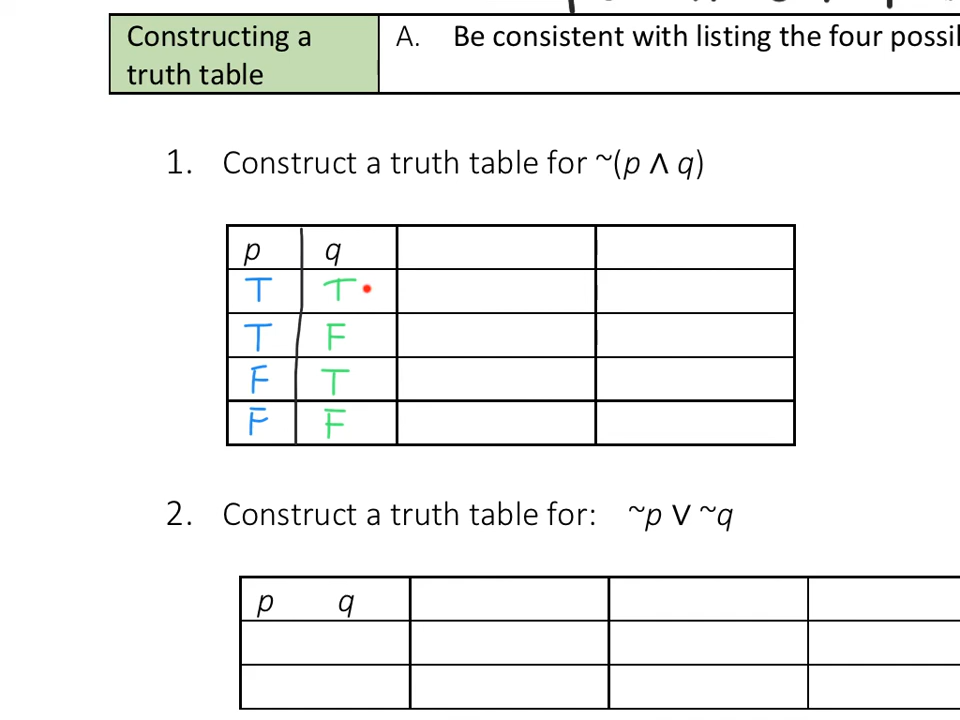 Constructing a truth table
A. Be consistent with listing the four possi
1. Construct a truth table for ~(p ∧ q)
p q
T T
T F
F T
F F
2. Construct a truth table for: ~p ∨ ~q
p q